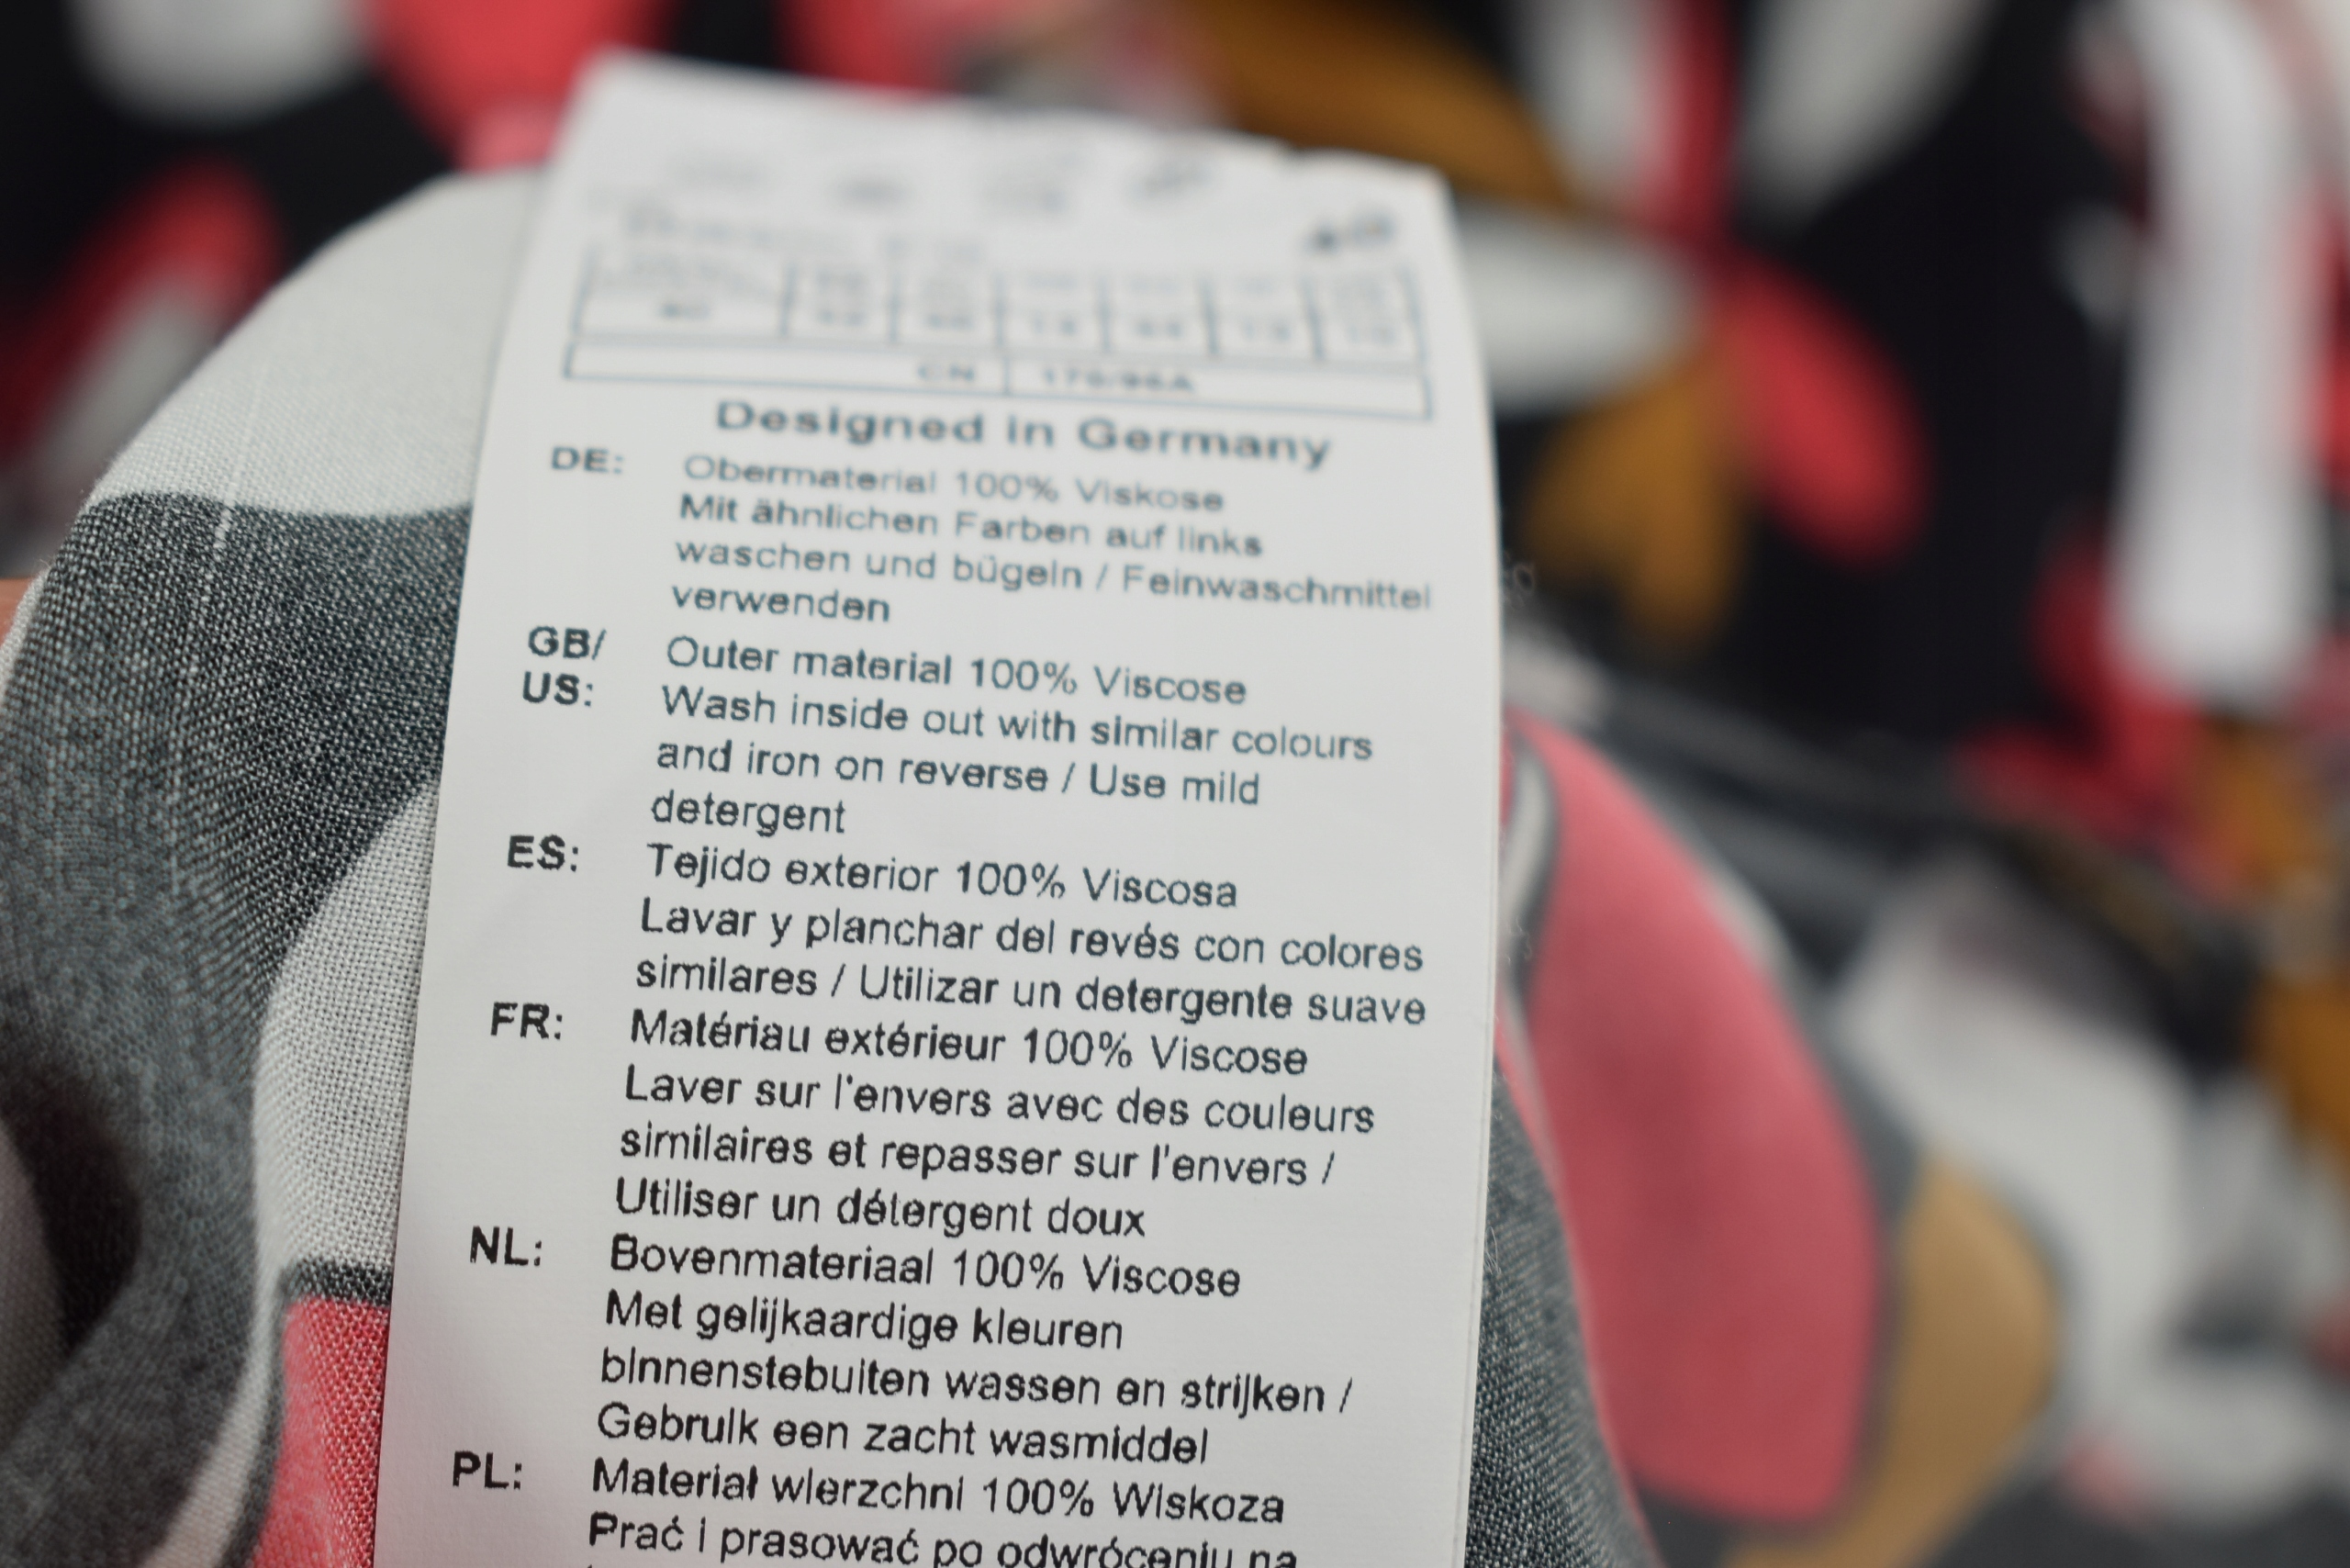 40
CN 175/96A
Designed in Germany
DE: Obermaterial 100% Viskose
Mit ähnlichen Farben auf links
waschen und bügeln / Feinwaschmittel
verwenden
GB/ Outer material 100% Viscose
US: Wash inside out with similar colours
and iron on reverse / Use mild
detergent
ES: Tejido exterior 100% Viscosa
Lavar y planchar del revés con colores
similares / Utilizar un detergente suave
FR: Matériau extérieur 100% Viscose
Laver sur l'envers avec des couleurs
similaires et repasser sur l'envers /
Utiliser un détergent doux
NL: Bovenmateriaal 100% Viscose
Met gelijkaardige kleuren
binnenstebuiten wassen en strijken /
Gebruik een zacht wasmiddel
PL: Materiał wierzchni 100% Wiskoza
Prać i prasować po odwróceniu na